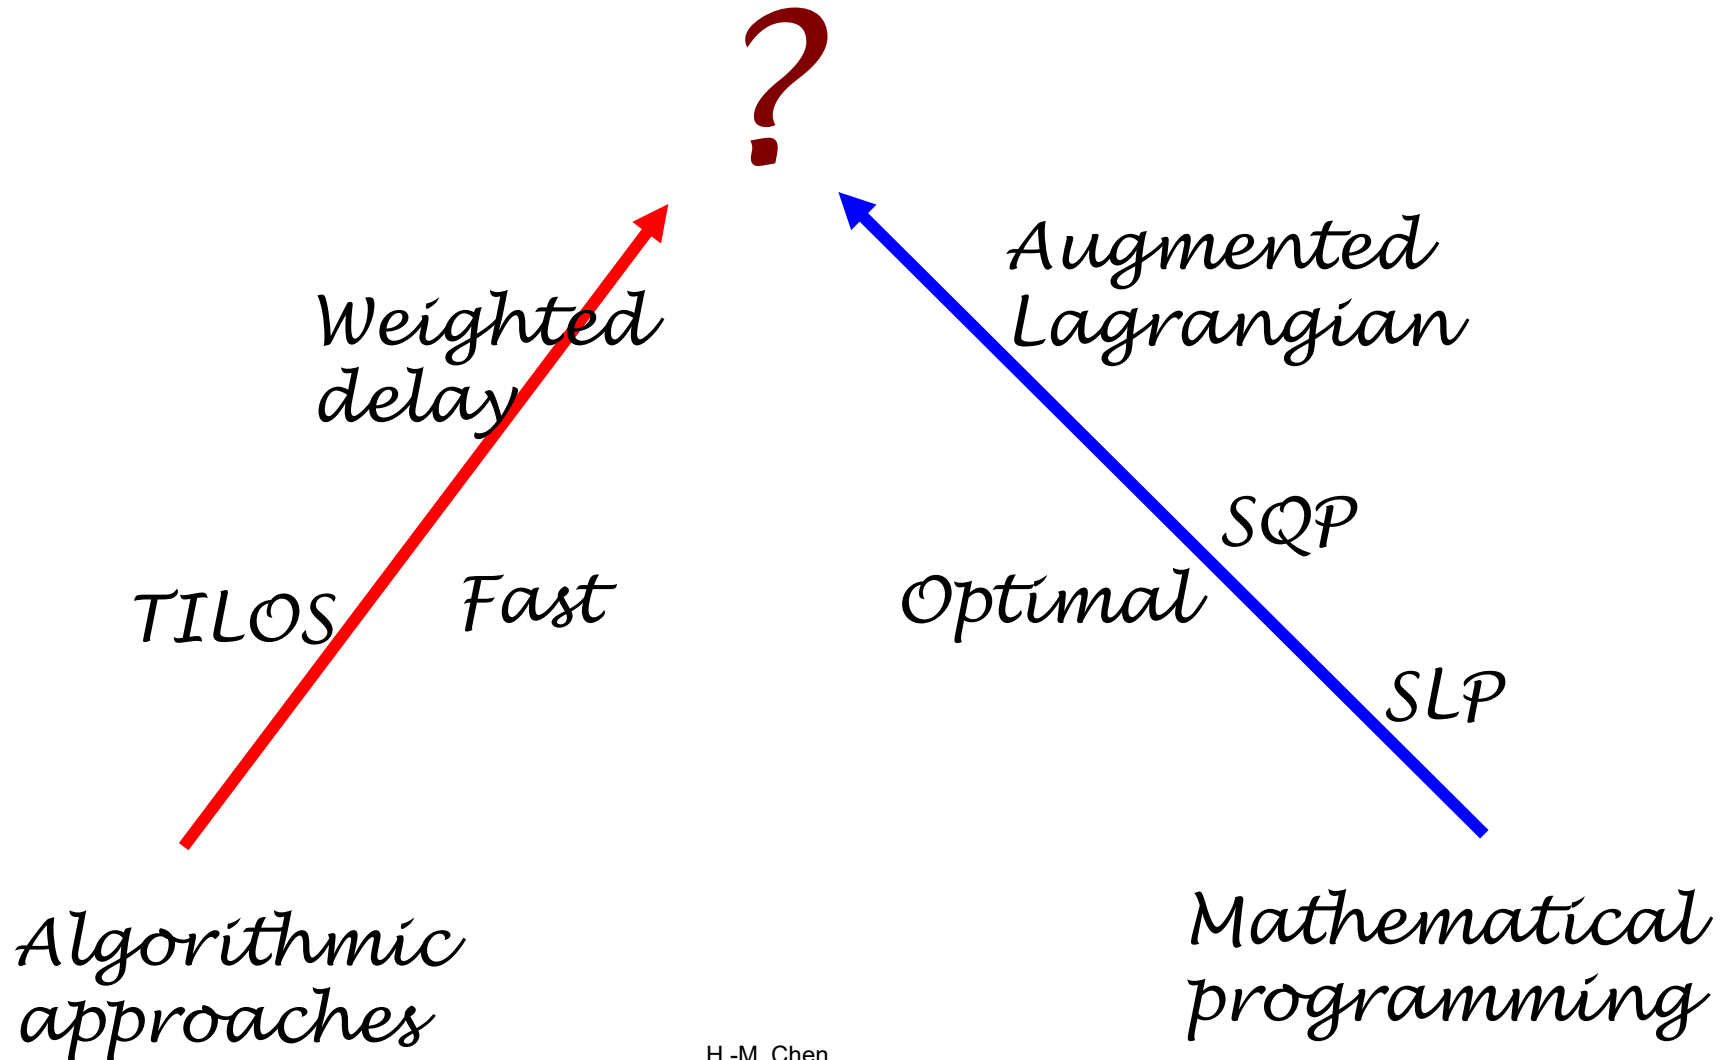 ?
Augmented
Lagrangian
Weighted
delay
SQP
TILOS
Fast
Optimal
SLP
Algorithmic
approaches
Mathematical
programming
H.-M. Chen